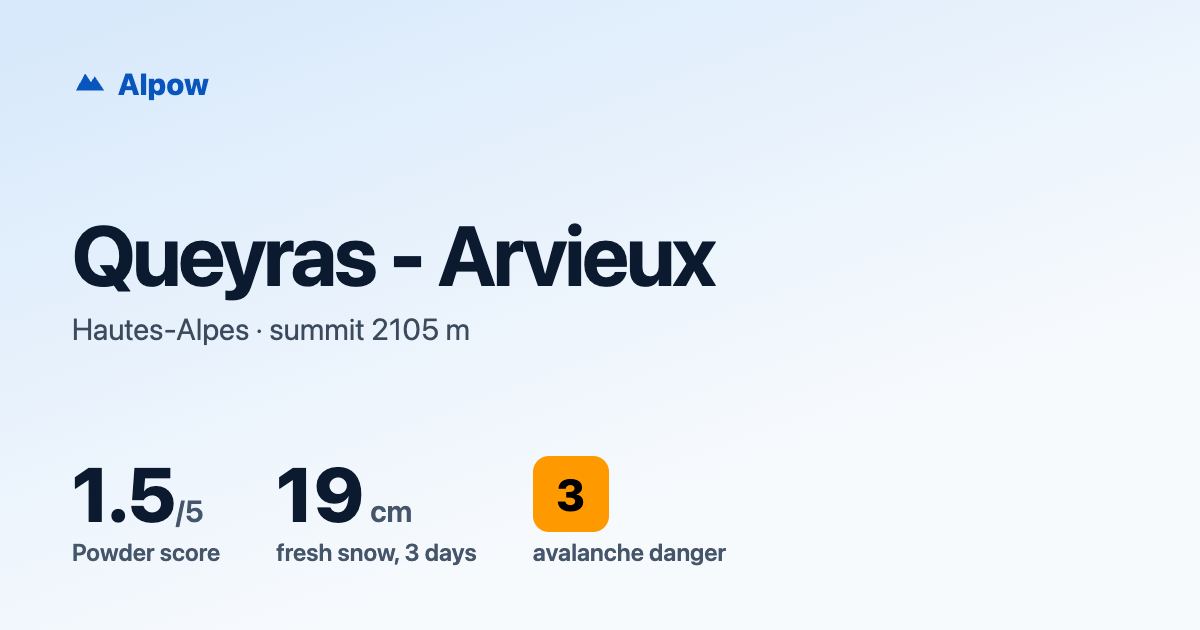 Alpow
Queyras - Arvieux
Hautes-Alpes · summit 2105 m
1.5/5
Powder score
19 cm
fresh snow, 3 days
3
avalanche danger